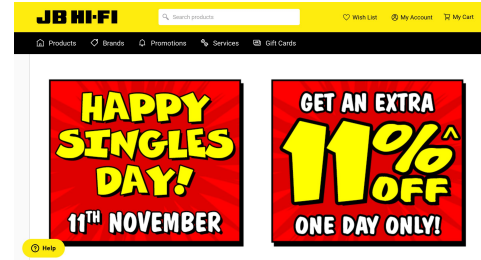 JB HI-FI
Search products
Wish List
My Account
My Cart
Products
Brands
Promotions
Services
Gift Cards
HAPPY
SINGLES
DAY!
11TH NOVEMBER
GET AN EXTRA
11%^
OFF
ONE DAY ONLY!
Help